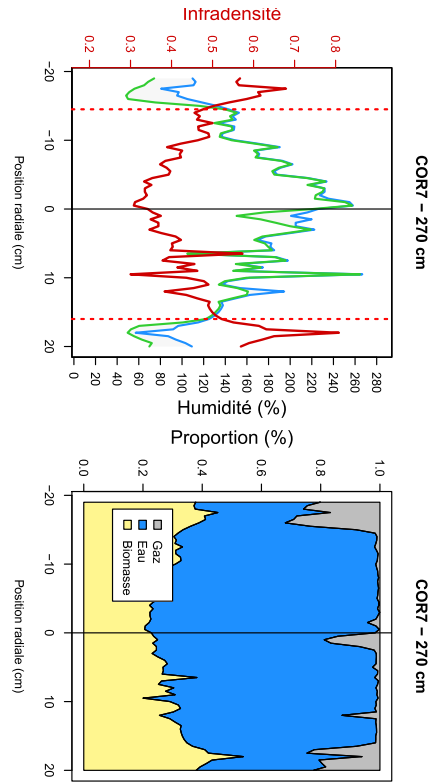 COR7 − 270 cm
Intradensité
0.2 0.3 0.4 0.5 0.6 0.7 0.8
−20 −10 0 10 20
Position radiale (cm)
0 20 40 60 80 100 120 140 160 180 200 220 240 260 280
Humidité (%)
COR7 − 270 cm
Proportion (%)
0.0 0.2 0.4 0.6 0.8 1.0
−20 −10 0 10 20
Position radiale (cm)
Gaz
Eau
Biomasse